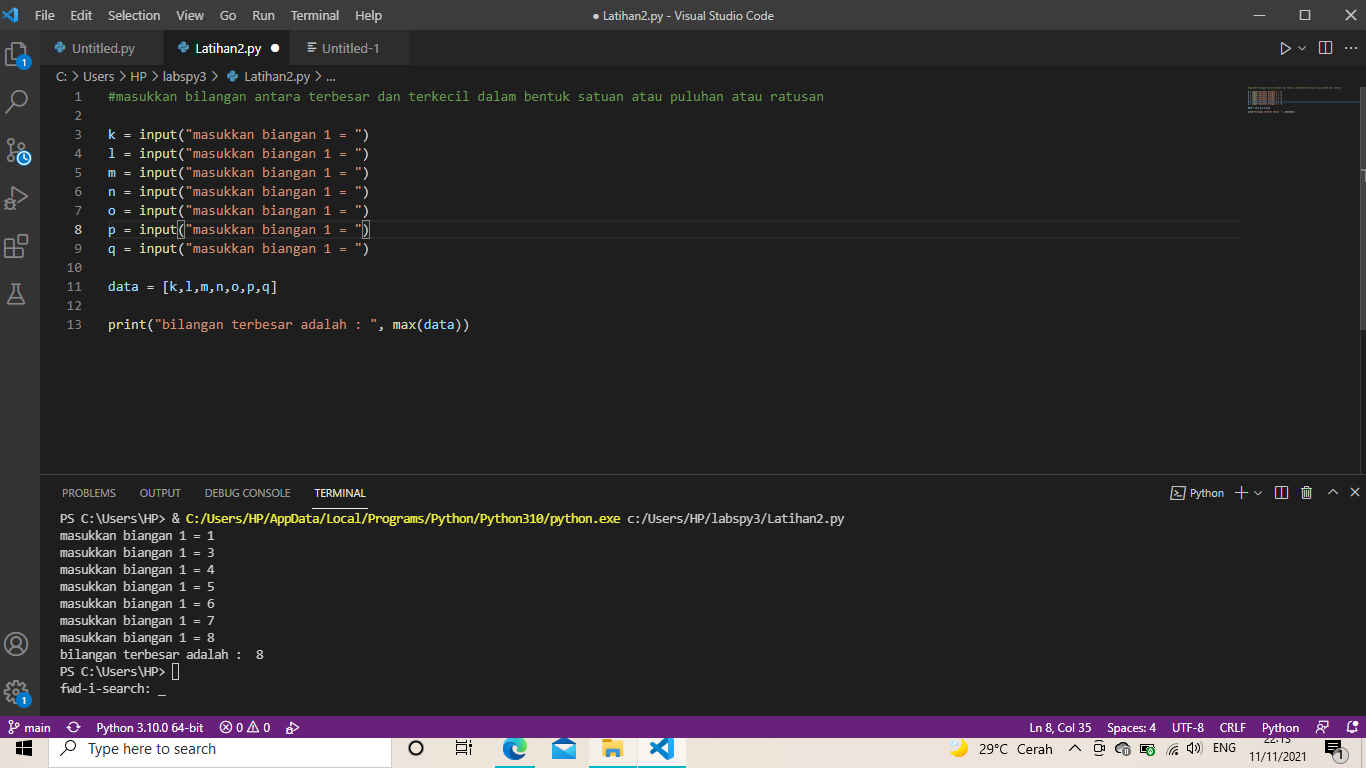 File Edit Selection View Go Run Terminal Help ● Latihan2.py - Visual Studio Code
Untitled.py Latihan2.py ● Untitled-1
C: > Users > HP > labspy3 > Latihan2.py > ...
1 #masukkan bilangan antara terbesar dan terkecil dalam bentuk satuan atau puluhan atau ratusan
2
3 k = input("masukkan biangan 1 = ")
4 l = input("masukkan biangan 1 = ")
5 m = input("masukkan biangan 1 = ")
6 n = input("masukkan biangan 1 = ")
7 o = input("masukkan biangan 1 = ")
8 p = input("masukkan biangan 1 = ")
9 q = input("masukkan biangan 1 = ")
10
11 data = [k,l,m,n,o,p,q]
12
13 print("bilangan terbesar adalah : ", max(data))
PROBLEMS OUTPUT DEBUG CONSOLE TERMINAL Python
PS C:\Users\HP> & C:/Users/HP/AppData/Local/Programs/Python/Python310/python.exe c:/Users/HP/labspy3/Latihan2.py
masukkan biangan 1 = 1
masukkan biangan 1 = 3
masukkan biangan 1 = 4
masukkan biangan 1 = 5
masukkan biangan 1 = 6
masukkan biangan 1 = 7
masukkan biangan 1 = 8
bilangan terbesar adalah :  8
PS C:\Users\HP>
fwd-i-search: _
main Python 3.10.0 64-bit 0 0 Ln 8, Col 35 Spaces: 4 UTF-8 CRLF Python
Type here to search 29°C Cerah ENG
11/11/2021 1